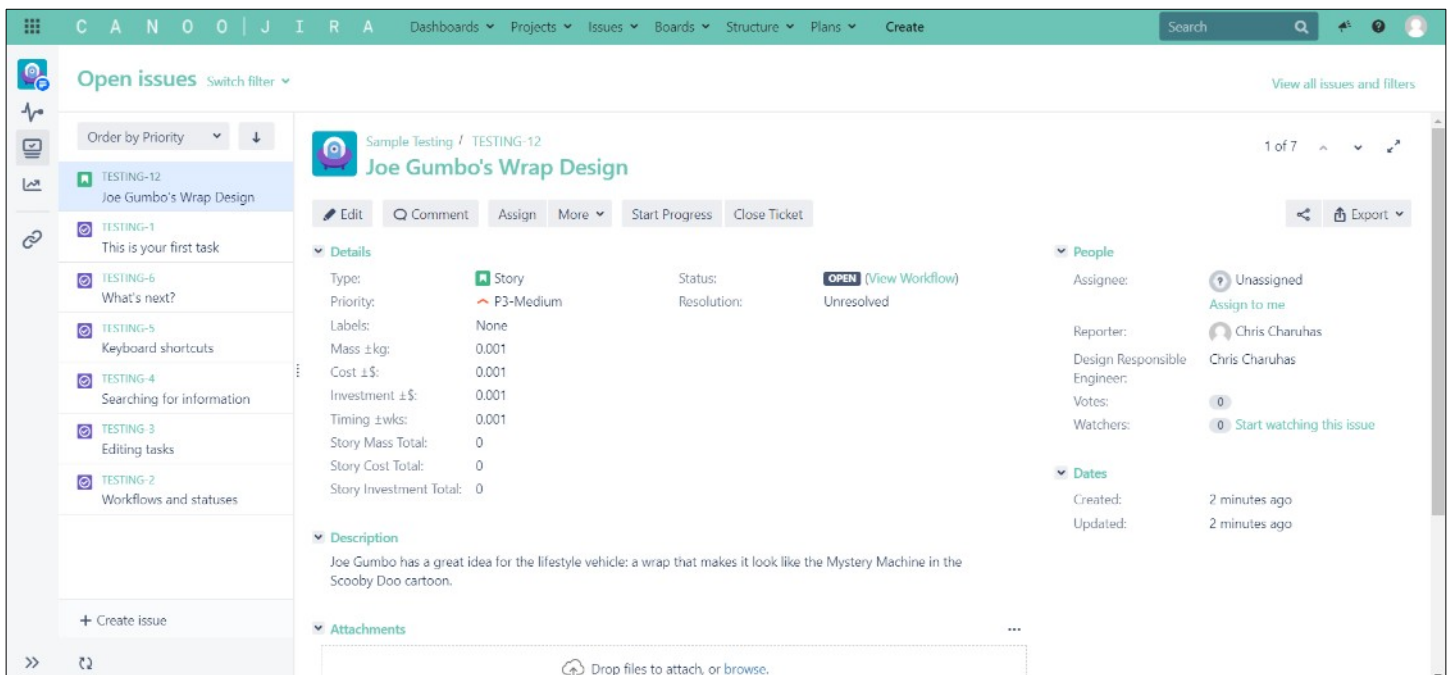 C A N O O | J I R A Dashboards Projects Issues Boards Structure Plans Create Search
Open issues Switch filter View all issues and filters
Order by Priority
TESTING-12
Joe Gumbo's Wrap Design
TESTING-1
This is your first task
TESTING-6
What's next?
TESTING-5
Keyboard shortcuts
TESTING-4
Searching for information
TESTING-3
Editing tasks
TESTING-2
Workflows and statuses
+ Create issue
Sample Testing / TESTING-12
Joe Gumbo's Wrap Design
1 of 7
Edit Comment Assign More Start Progress Close Ticket Export
Details
Type: Story Status: OPEN (View Workflow)
Priority: P3-Medium Resolution: Unresolved
Labels: None
Mass ±kg: 0.001
Cost ±$: 0.001
Investment ±$: 0.001
Timing ±wks: 0.001
Story Mass Total: 0
Story Cost Total: 0
Story Investment Total: 0
Description
Joe Gumbo has a great idea for the lifestyle vehicle: a wrap that makes it look like the Mystery Machine in the
Scooby Doo cartoon.
Attachments
Drop files to attach, or browse.
People
Assignee: Unassigned
Assign to me
Reporter: Chris Charuhas
Design Responsible Chris Charuhas
Engineer:
Votes: 0
Watchers: 0 Start watching this issue
Dates
Created: 2 minutes ago
Updated: 2 minutes ago